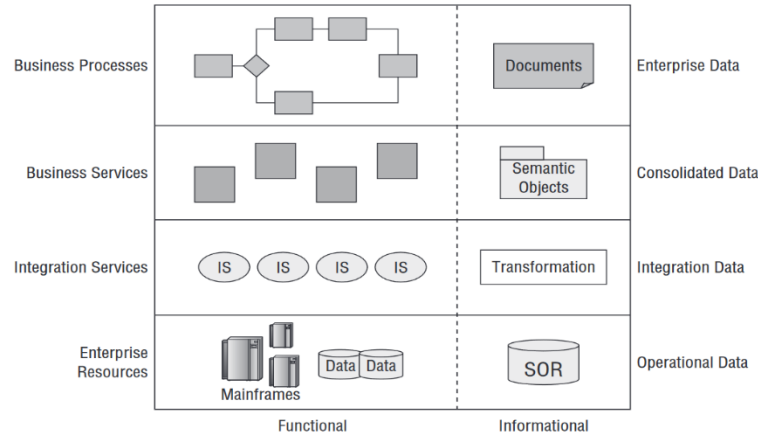 Business Processes
Documents
Enterprise Data
Business Services
Semantic
Objects
Consolidated Data
Integration Services
IS
IS
IS
IS
Transformation
Integration Data
Enterprise
Resources
Mainframes
Data
Data
SOR
Operational Data
Functional
Informational